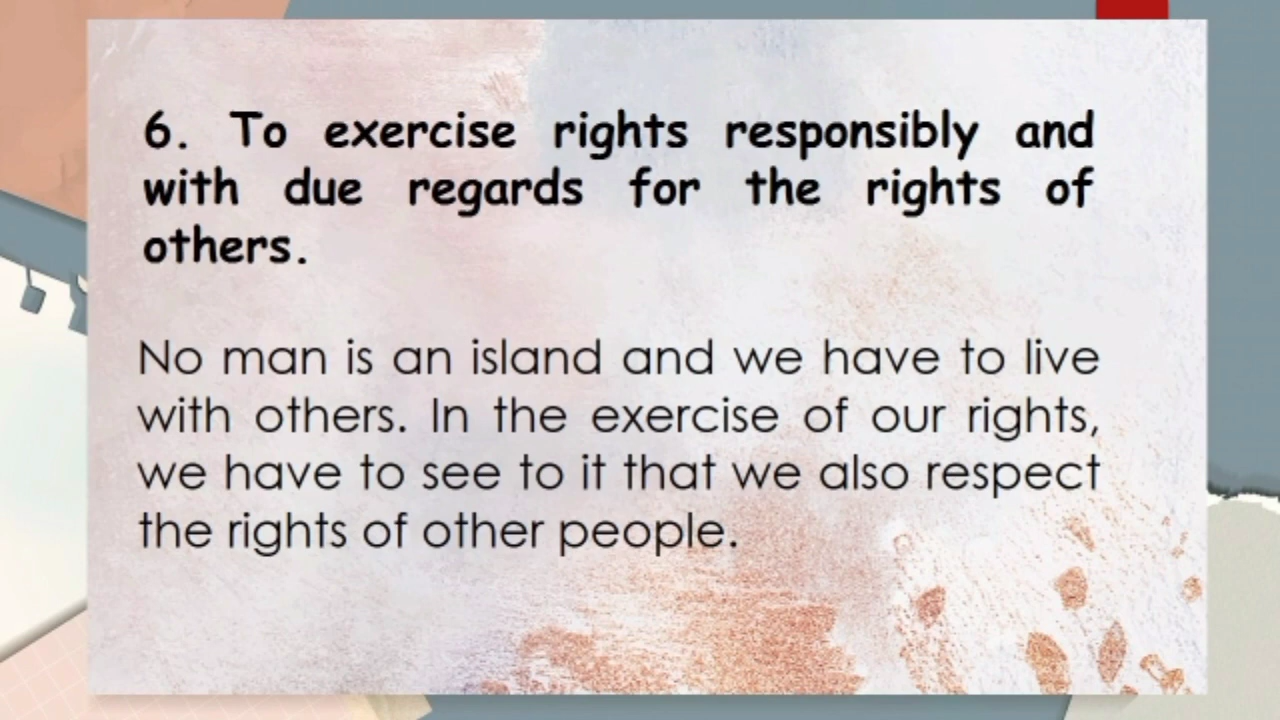 6. To exercise rights responsibly and
with due regards for the rights of
others.
No man is an island and we have to live
with others. In the exercise of our rights,
we have to see to it that we also respect
the rights of other people.